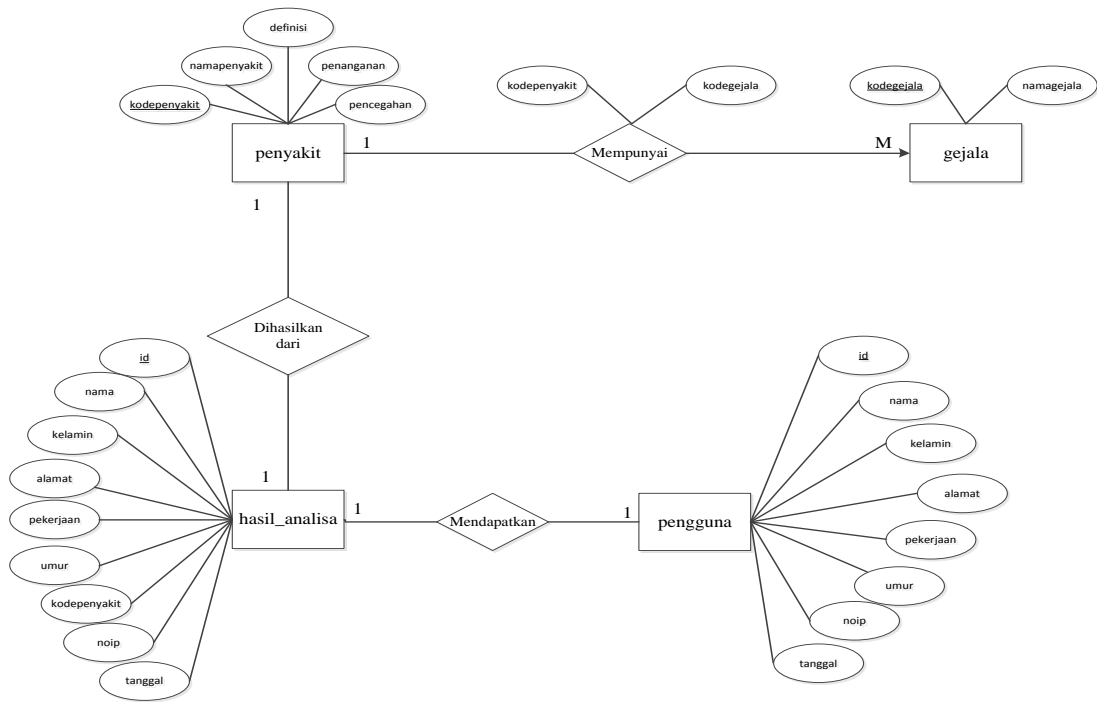 definisi
namapenyakit
penanganan
kodepenyakit
pencegahan
penyakit
1
kodepenyakit
kodegejala
Mempunyai
M
kodegejala
namagejala
gejala
1
Dihasilkan
dari
1
id
nama
kelamin
alamat
pekerjaan
umur
kodepenyakit
noip
tanggal
hasil_analisa
1
Mendapatkan
1
pengguna
id
nama
kelamin
alamat
pekerjaan
umur
noip
tanggal